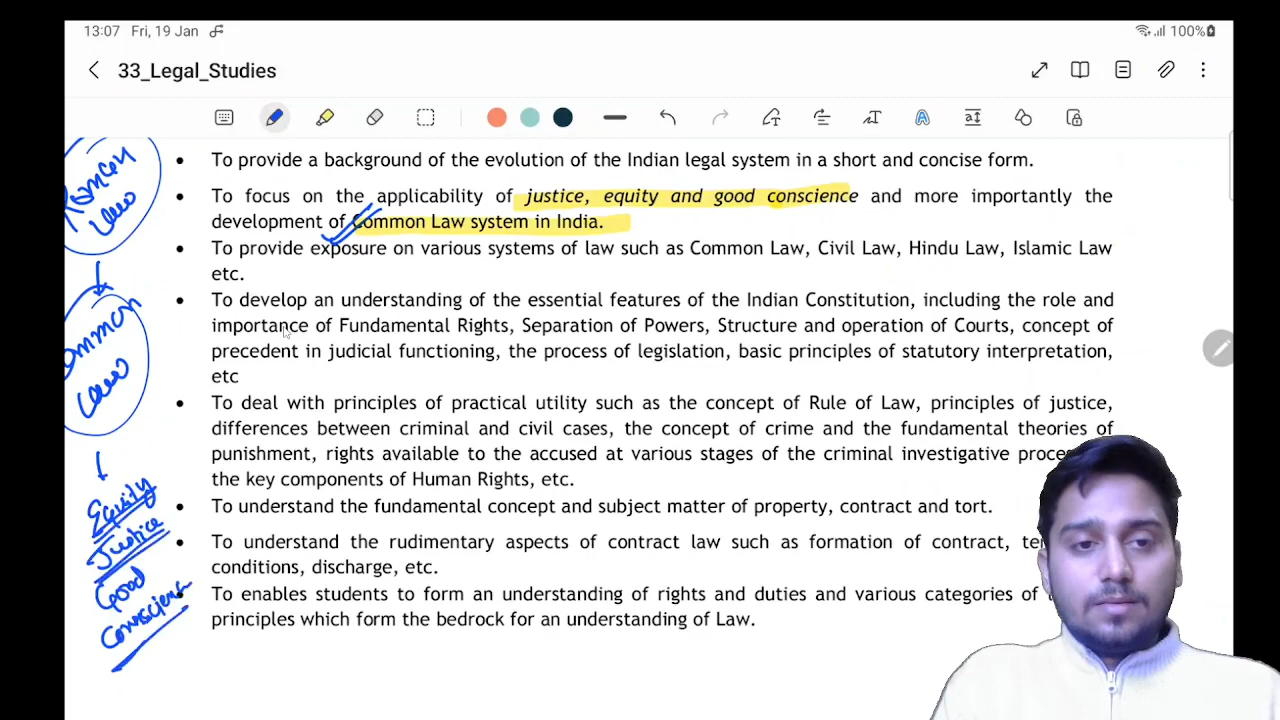 13:07 Fri, 19 Jan 100%
33_Legal_Studies
• To provide a background of the evolution of the Indian legal system in a short and concise form.
• To focus on the applicability of justice, equity and good conscience and more importantly the
development of Common Law system in India.
• To provide exposure on various systems of law such as Common Law, Civil Law, Hindu Law, Islamic Law
etc.
• To develop an understanding of the essential features of the Indian Constitution, including the role and
importance of Fundamental Rights, Separation of Powers, Structure and operation of Courts, concept of
precedent in judicial functioning, the process of legislation, basic principles of statutory interpretation,
etc
• To deal with principles of practical utility such as the concept of Rule of Law, principles of justice,
differences between criminal and civil cases, the concept of crime and the fundamental theories of
punishment, rights available to the accused at various stages of the criminal investigative
the key components of Human Rights, etc.
• To understand the fundamental concept and subject matter of property, contract and tort.
• To understand the rudimentary aspects of contract law such as formation of contract,
conditions, discharge, etc.
• To enables students to form an understanding of rights and duties and various categories of
principles which form the bedrock for an understanding of Law.
Law
ommon
Law
Equity
Justice
Good